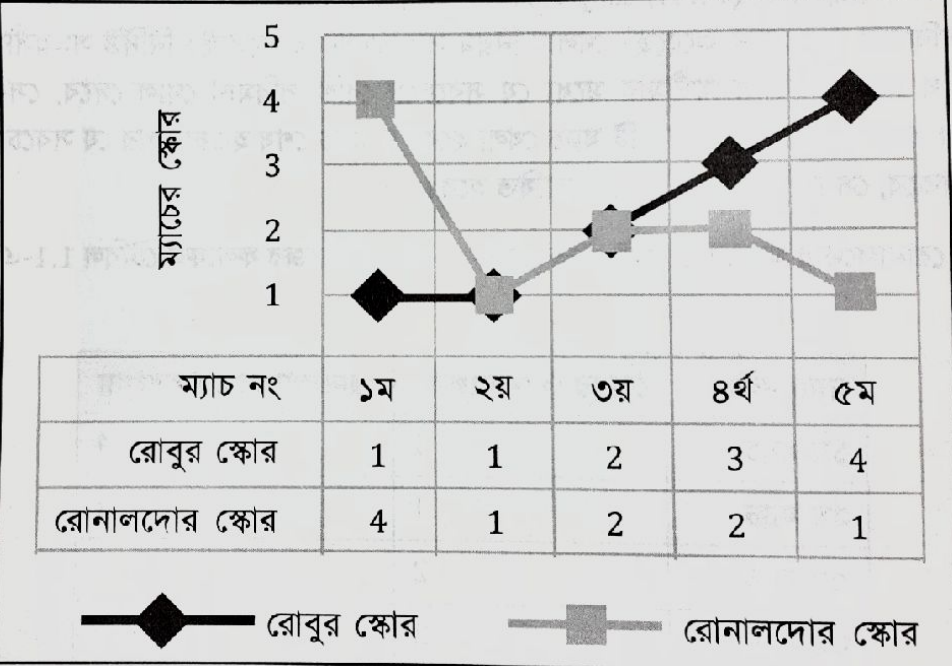 ম্যাচের স্কোর
5
4
3
2
1
ম্যাচ নং ১ম ২য় ৩য় ৪র্থ ৫ম
রোবুর স্কোর 1 1 2 3 4
রোনালদোর স্কোর 4 1 2 2 1
রোবুর স্কোর রোনালদোর স্কোর